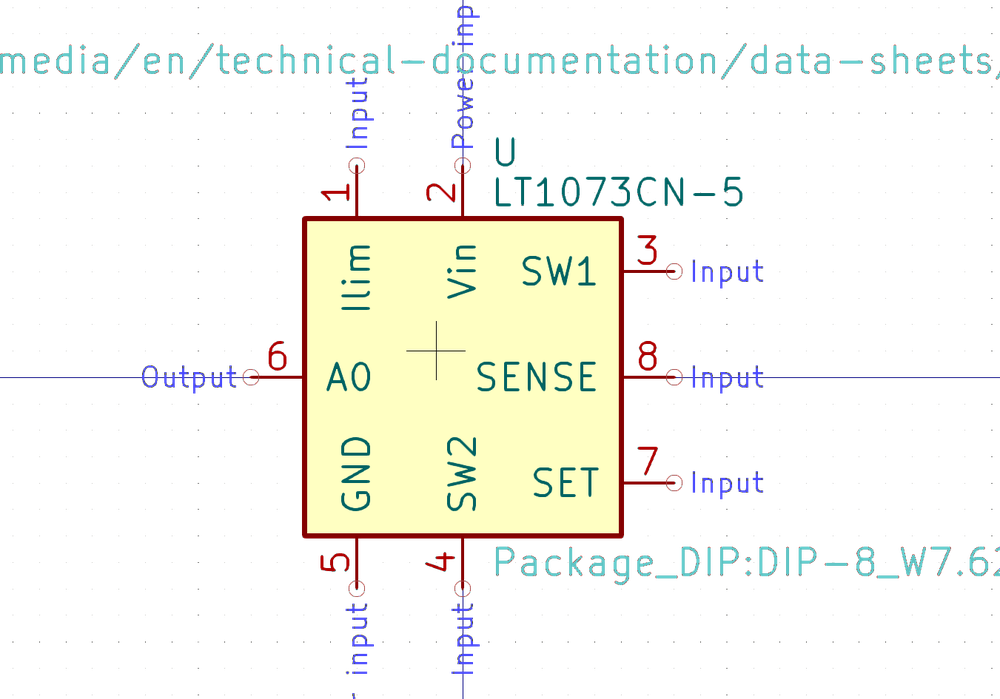 Power inp
media/en/technical-documentation/data-sheets/
Input
U
LT1073CN-5
1
2
Ilim
Vin
SW1
3
Input
Output
6
A0
SENSE
8
Input
GND
SW2
SET
7
Input
5
4
Package_DIP:DIP-8_W7.62
input
Input